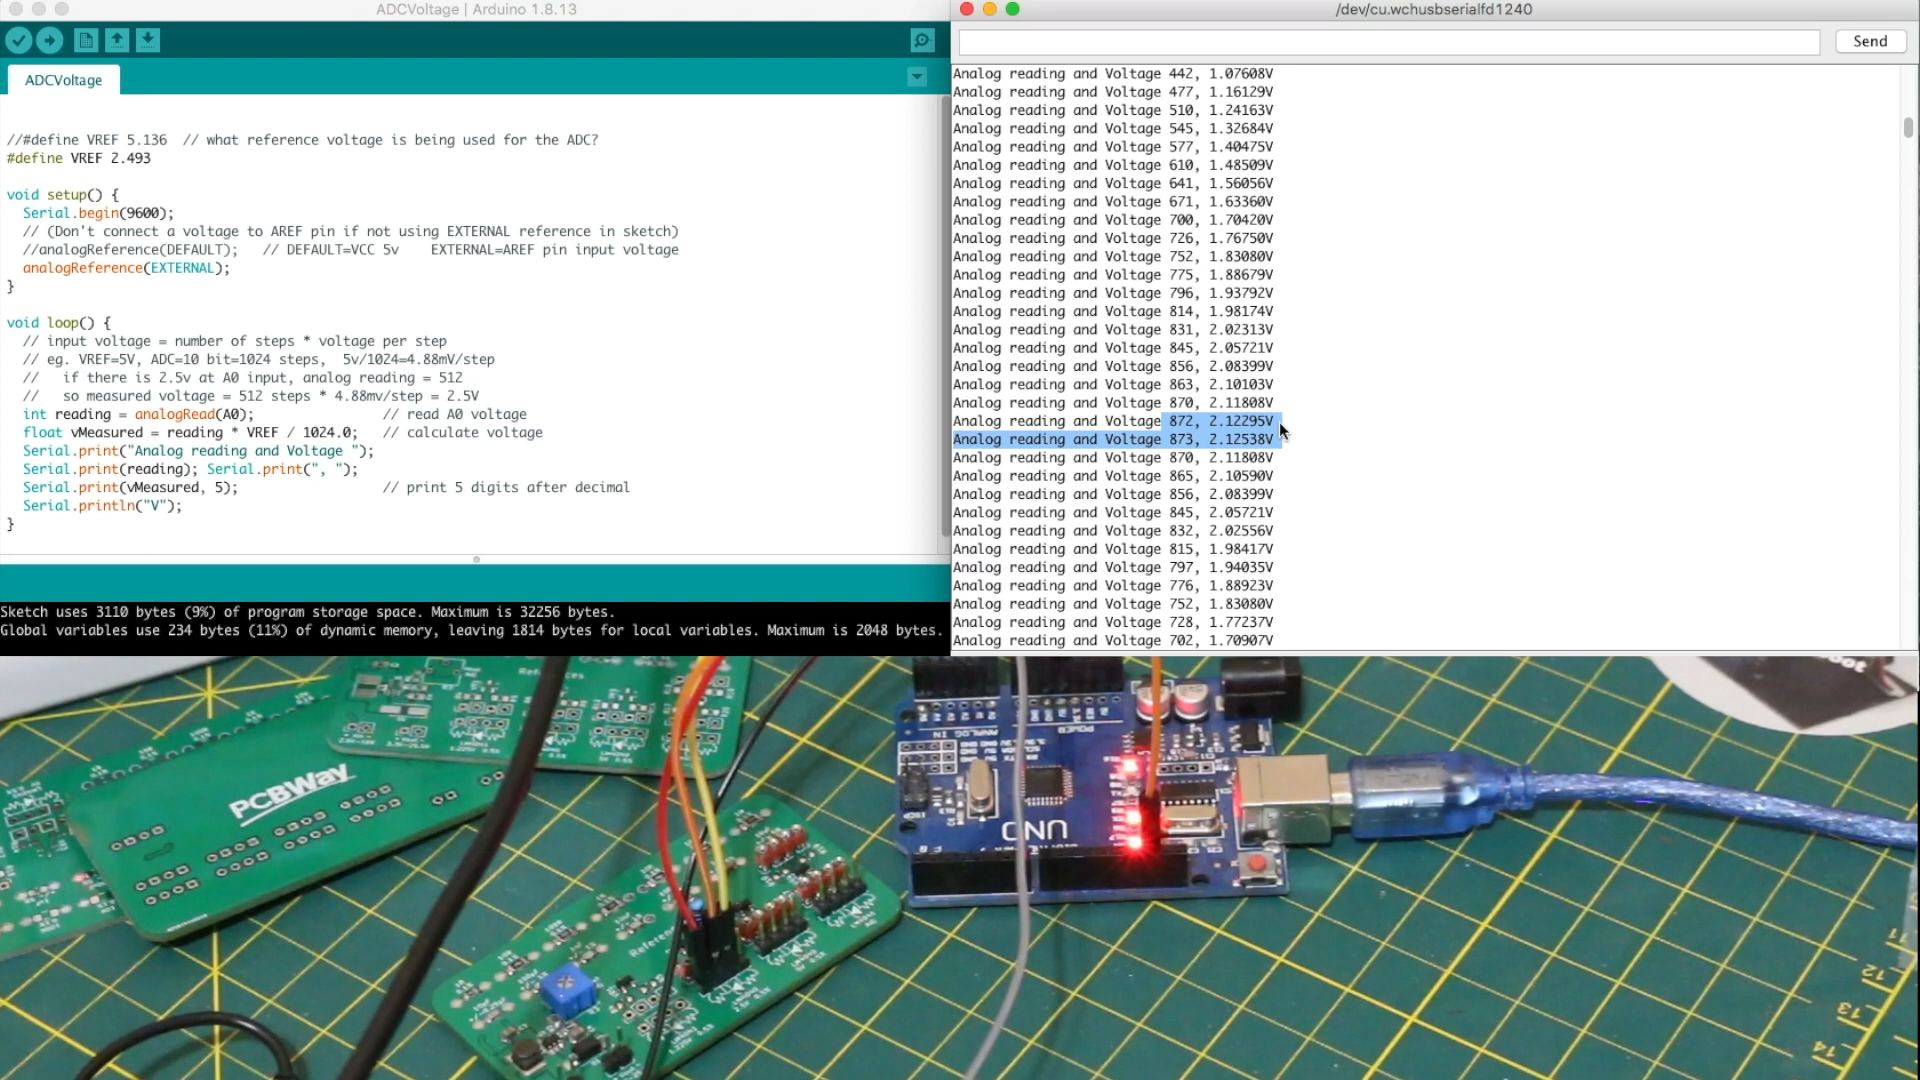 ADCVoltage | Arduino 1.8.13
ADCVoltage
//#define VREF 5.136  // what reference voltage is being used for the ADC?
#define VREF 2.493
void setup() {
Serial.begin(9600);
// (Don't connect a voltage to AREF pin if not using EXTERNAL reference in sketch)
//analogReference(DEFAULT);   // DEFAULT=VCC 5v    EXTERNAL=AREF pin input voltage
analogReference(EXTERNAL);
}
void loop() {
// input voltage = number of steps * voltage per step
// eg. VREF=5V, ADC=10 bit=1024 steps,  5v/1024=4.88mV/step
//   if there is 2.5v at A0 input, analog reading = 512
//   so measured voltage = 512 steps * 4.88mv/step = 2.5V
int reading = analogRead(A0);                // read A0 voltage
float vMeasured = reading * VREF / 1024.0;   // calculate voltage
Serial.print("Analog reading and Voltage ");
Serial.print(reading); Serial.print(", ");
Serial.print(vMeasured, 5);                  // print 5 digits after decimal
Serial.println("V");
}
Sketch uses 3110 bytes (9%) of program storage space. Maximum is 32256 bytes.
Global variables use 234 bytes (11%) of dynamic memory, leaving 1814 bytes for local variables. Maximum is 2048 bytes.
/dev/cu.wchusbserialfd1240
Send
Analog reading and Voltage 442, 1.07608V
Analog reading and Voltage 477, 1.16129V
Analog reading and Voltage 510, 1.24163V
Analog reading and Voltage 545, 1.32684V
Analog reading and Voltage 577, 1.40475V
Analog reading and Voltage 610, 1.48509V
Analog reading and Voltage 641, 1.56056V
Analog reading and Voltage 671, 1.63360V
Analog reading and Voltage 700, 1.70420V
Analog reading and Voltage 726, 1.76750V
Analog reading and Voltage 752, 1.83080V
Analog reading and Voltage 775, 1.88679V
Analog reading and Voltage 796, 1.93792V
Analog reading and Voltage 814, 1.98174V
Analog reading and Voltage 831, 2.02313V
Analog reading and Voltage 845, 2.05721V
Analog reading and Voltage 856, 2.08399V
Analog reading and Voltage 863, 2.10103V
Analog reading and Voltage 870, 2.11808V
Analog reading and Voltage 872, 2.12295V
Analog reading and Voltage 873, 2.12538V
Analog reading and Voltage 870, 2.11808V
Analog reading and Voltage 865, 2.10590V
Analog reading and Voltage 856, 2.08399V
Analog reading and Voltage 845, 2.05721V
Analog reading and Voltage 832, 2.02556V
Analog reading and Voltage 815, 1.98417V
Analog reading and Voltage 797, 1.94035V
Analog reading and Voltage 776, 1.88923V
Analog reading and Voltage 752, 1.83080V
Analog reading and Voltage 728, 1.77237V
Analog reading and Voltage 702, 1.70907V
PCBWay
UNO
ANALOG IN
POWER
11
12
13
14